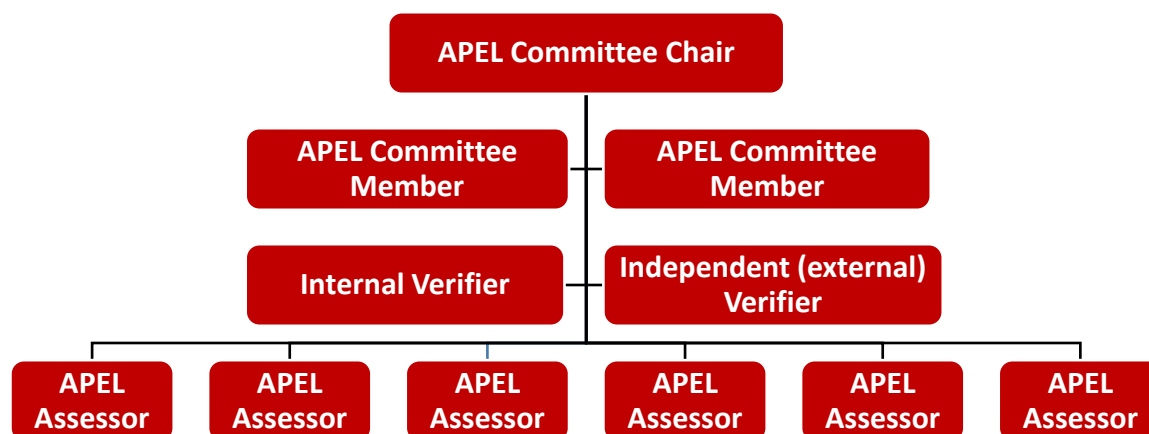 APEL Committee Chair
APEL Committee
Member
APEL Committee
Member
Internal Verifier
Independent (external)
Verifier
APEL
Assessor
APEL
Assessor
APEL
Assessor
APEL
Assessor
APEL
Assessor
APEL
Assessor